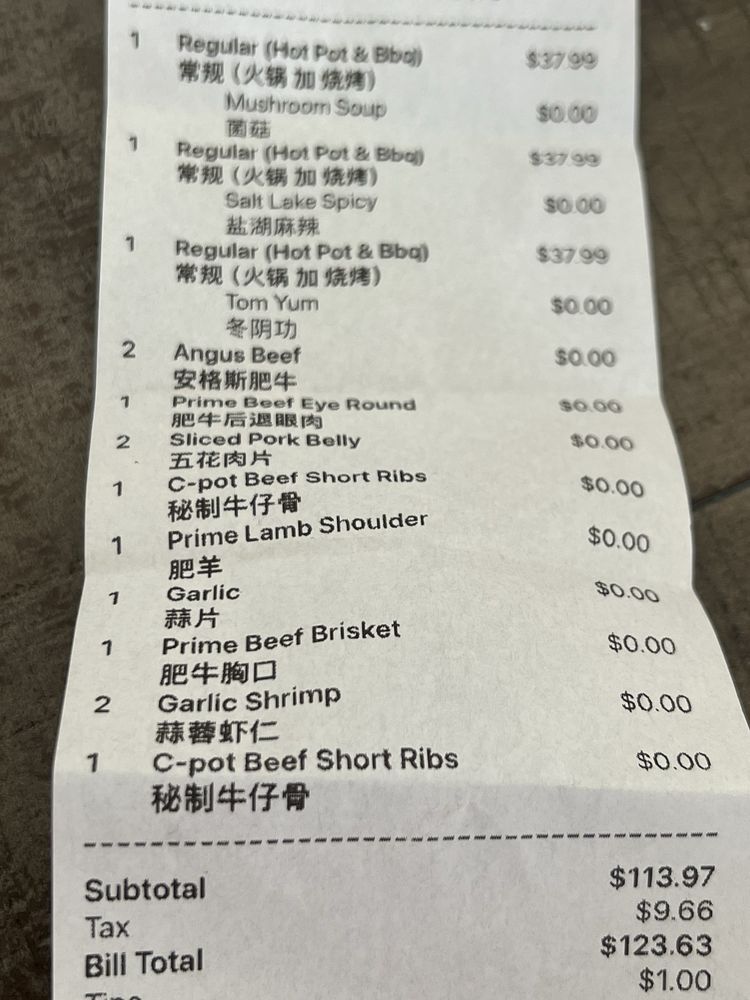 1 Regular (Hot Pot & Bbq) $37.99
常规 (火锅 加 烧烤)
Mushroom Soup $0.00
菌菇
1 Regular (Hot Pot & Bbq) $37.99
常规 (火锅 加 烧烤)
Salt Lake Spicy $0.00
盐湖麻辣
1 Regular (Hot Pot & Bbq) $37.99
常规 (火锅 加 烧烤)
Tom Yum $0.00
冬阴功
2 Angus Beef $0.00
安格斯肥牛
1 Prime Beef Eye Round $0.00
肥牛后退眼肉
2 Sliced Pork Belly $0.00
五花肉片
1 C-pot Beef Short Ribs $0.00
秘制牛仔骨
1 Prime Lamb Shoulder $0.00
肥羊
1 Garlic $0.00
蒜片
1 Prime Beef Brisket $0.00
肥牛胸口
2 Garlic Shrimp $0.00
蒜蓉虾仁
1 C-pot Beef Short Ribs $0.00
秘制牛仔骨
Subtotal $113.97
Tax $9.66
Bill Total $123.63
$1.00